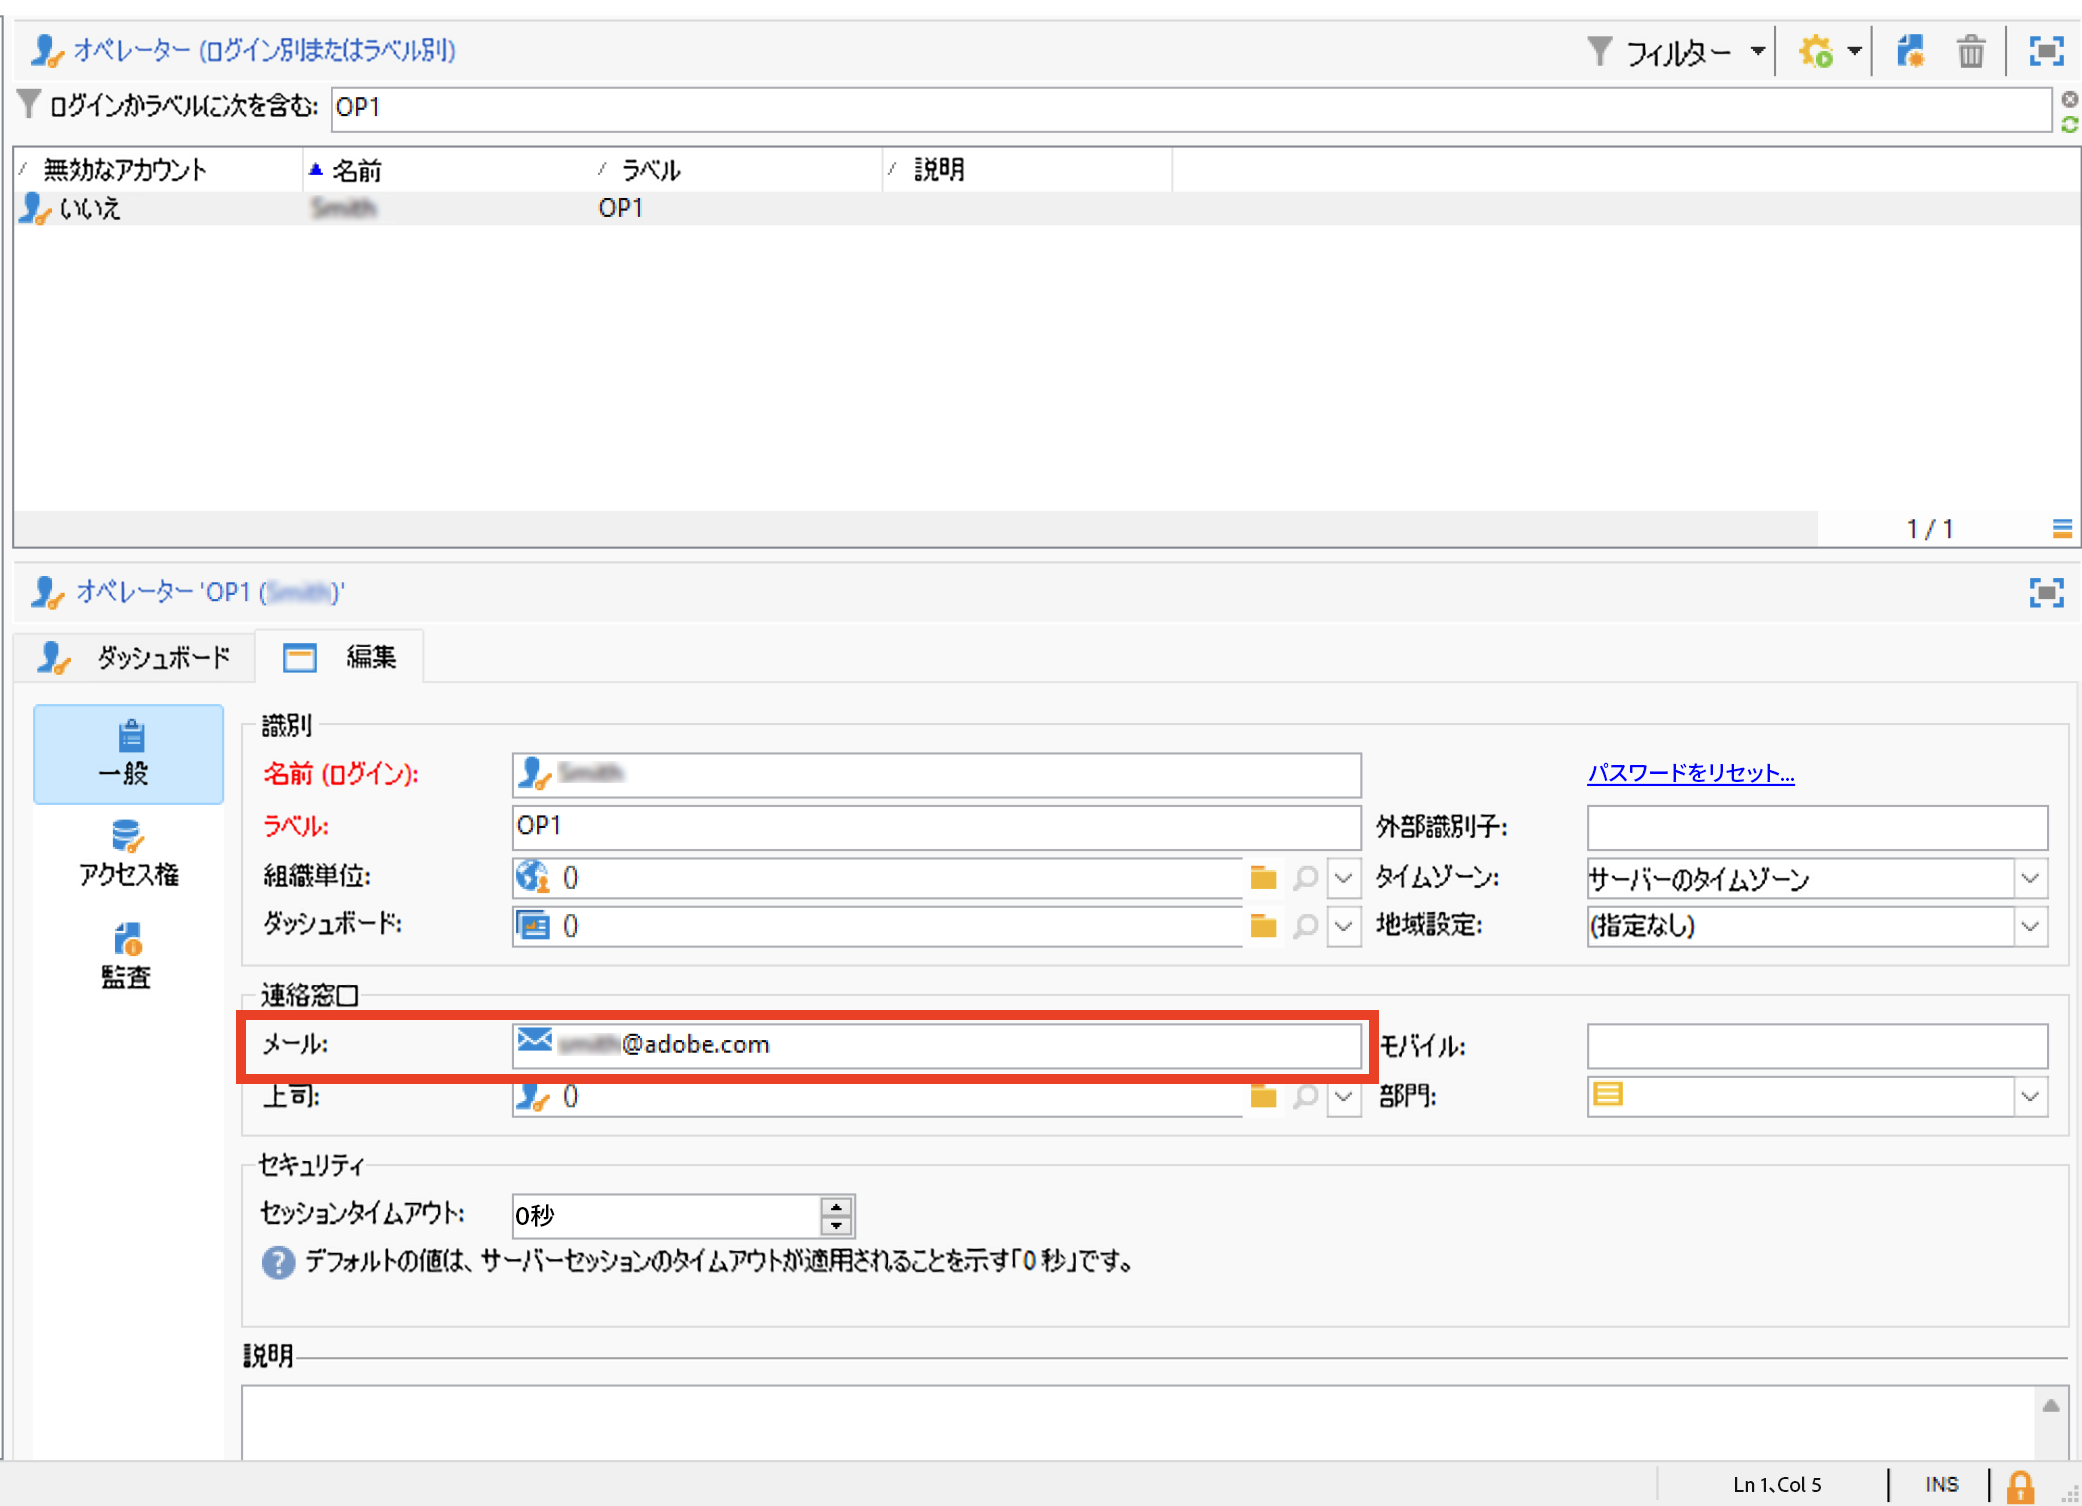 オペレーター (ログイン別またはラベル別)
フィルター
ログインかラベルに次を含む: OP1
無効なアカウント 名前 ラベル 説明
いいえ OP1
1 / 1
オペレーター 'OP1 ()'
ダッシュボード 編集
一般
アクセス権
監査
識別
名前 (ログイン): パスワードをリセット...
ラベル: OP1 外部識別子:
組織単位: () タイムゾーン: サーバーのタイムゾーン
ダッシュボード: () 地域設定: (指定なし)
連絡窓口
メール: @adobe.com モバイル:
上司: () 部門:
セキュリティ
セッションタイムアウト: 0秒
デフォルトの値は、サーバーセッションのタイムアウトが適用されることを示す「0 秒」です。
説明
Ln 1、Col 5 INS